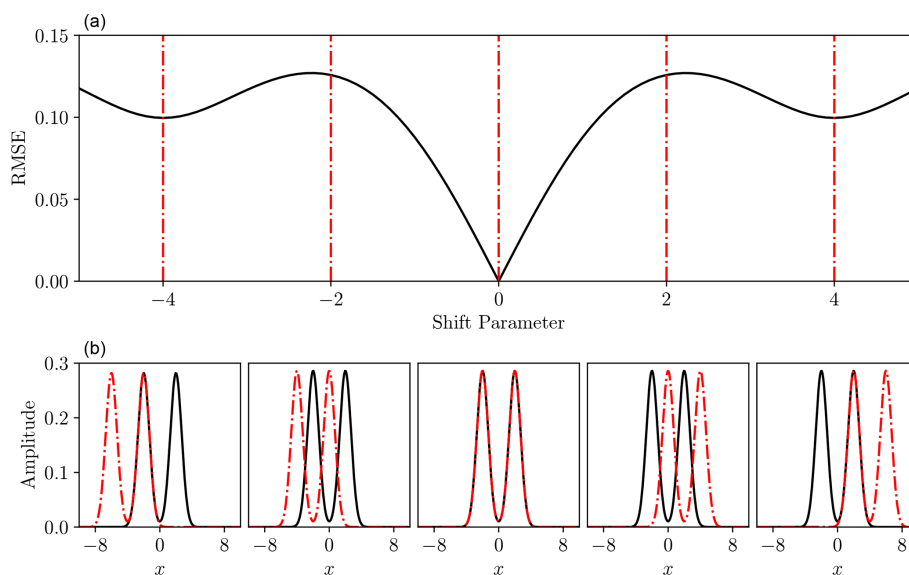 (a)
0.15
0.10
0.05
0.00
RMSE
−4 −2 0 2 4
Shift Parameter
(b)
0.3
0.2
0.1
0.0
Amplitude
−8 0 8 −8 0 8 −8 0 8 −8 0 8 −8 0 8
x x x x x